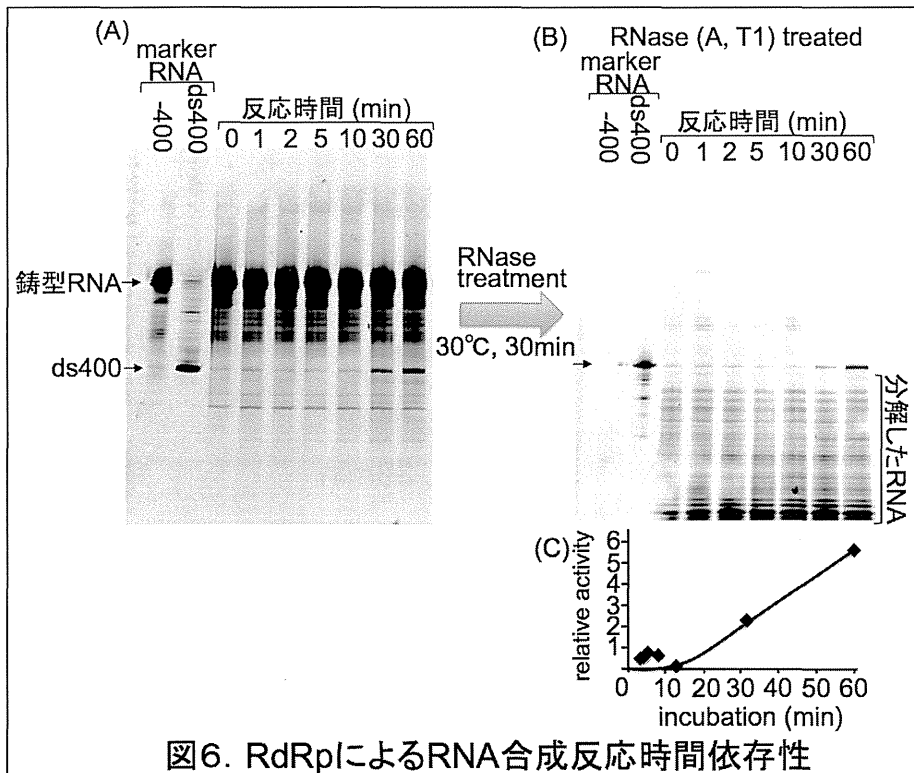 (A)
marker
RNA
-400
ds400
反応時間 (min)
0 1 2 5 10 30 60
鋳型RNA
ds400
RNase
treatment
30℃, 30min
(B) RNase (A, T1) treated
marker
RNA
-400
ds400
反応時間 (min)
0 1 2 5 10 30 60
分解したRNA
(C)
relative activity
6
5
4
3
2
1
0 10 20 30 40 50 60
incubation (min)
図6. RdRpによるRNA合成反応時間依存性